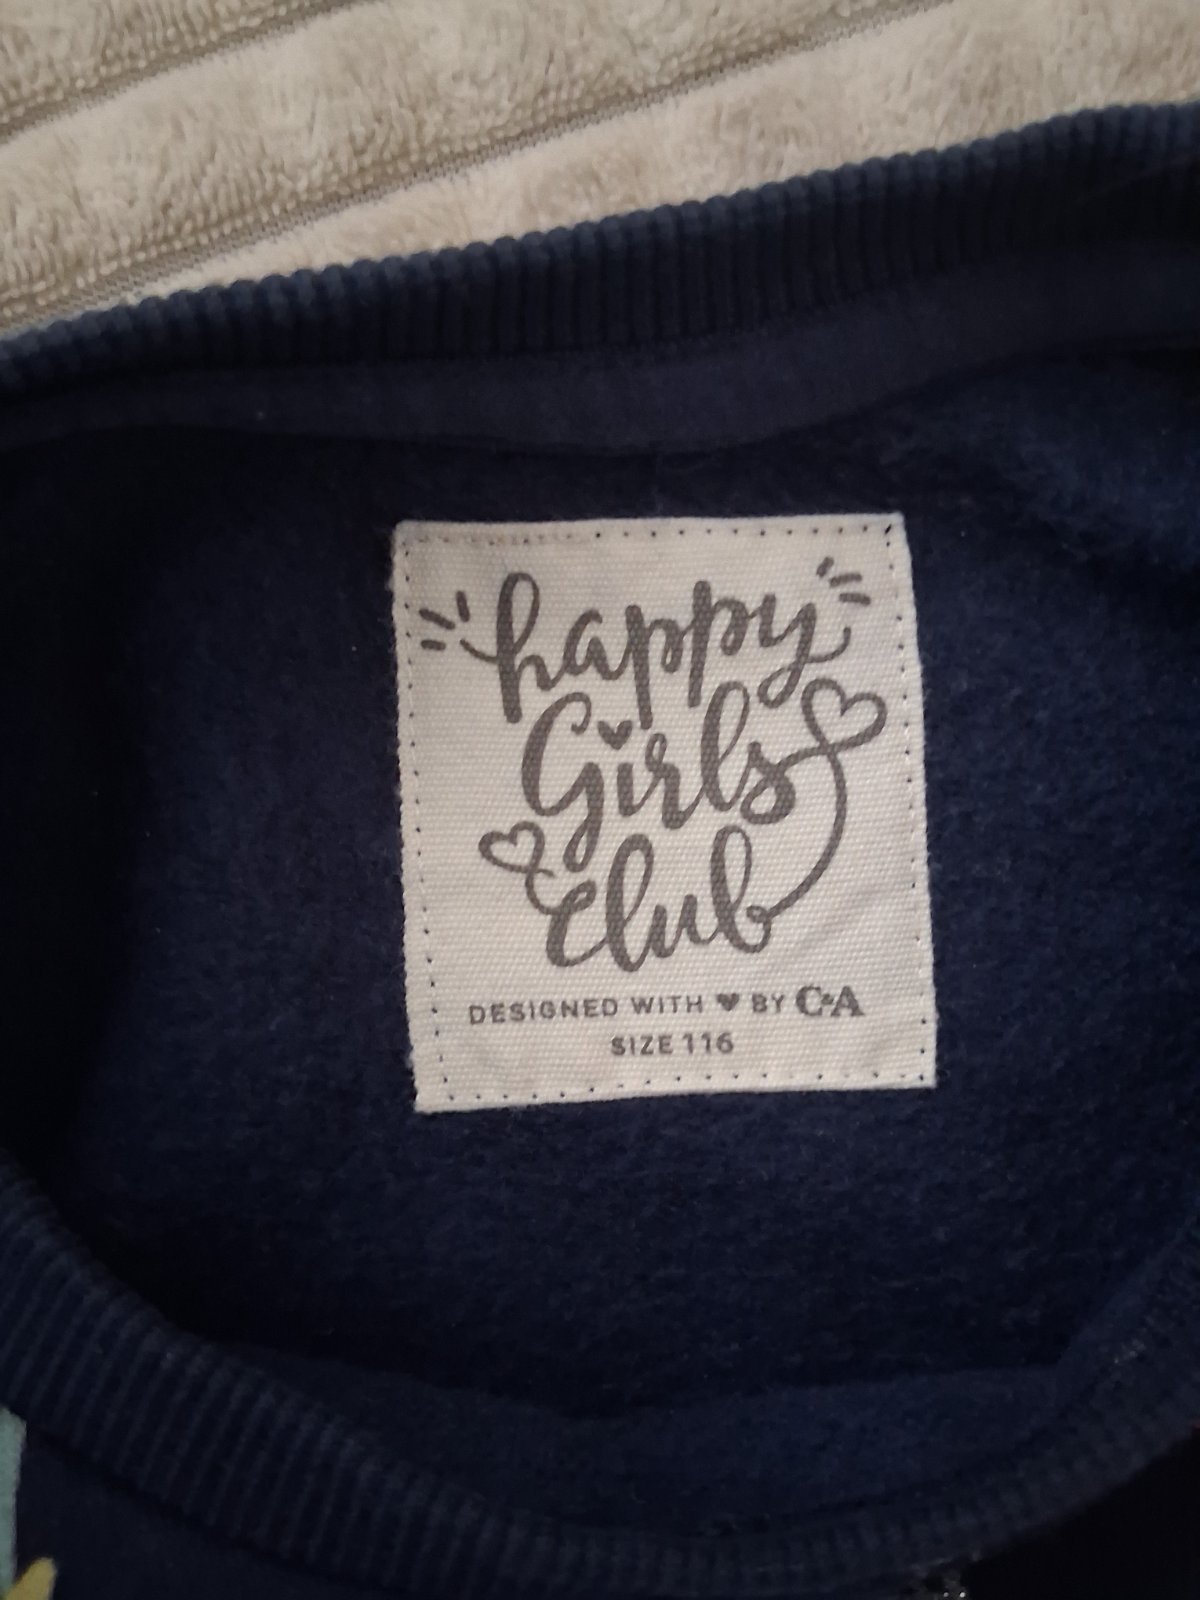 happy
Girls
club
DESIGNED WITH ♥ BY C&A
SIZE 116